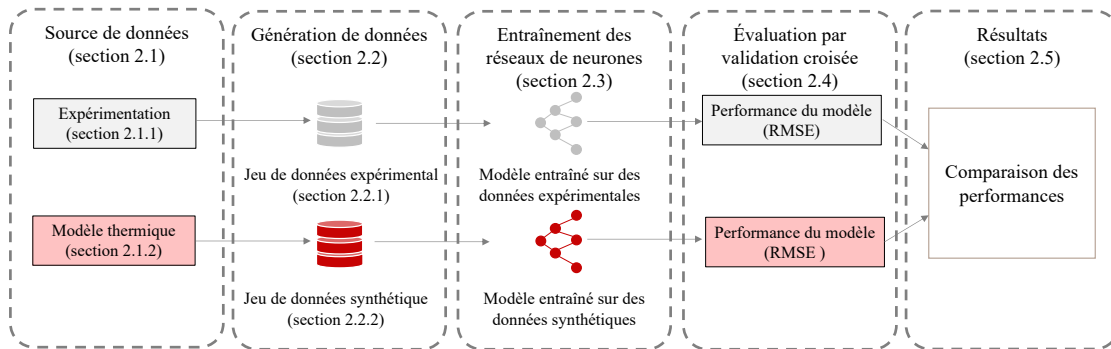 Source de données
(section 2.1)
Génération de données
(section 2.2)
Entraînement des
réseaux de neurones
(section 2.3)
Évaluation par
validation croisée
(section 2.4)
Résultats
(section 2.5)
Expérimentation
(section 2.1.1)
Jeu de données expérimental
(section 2.2.1)
Modèle entraîné sur des
données expérimentales
Performance du modèle
(RMSE)
Comparaison des
performances
Modèle thermique
(section 2.1.2)
Jeu de données synthétique
(section 2.2.2)
Modèle entraîné sur des
données synthétiques
Performance du modèle
(RMSE )